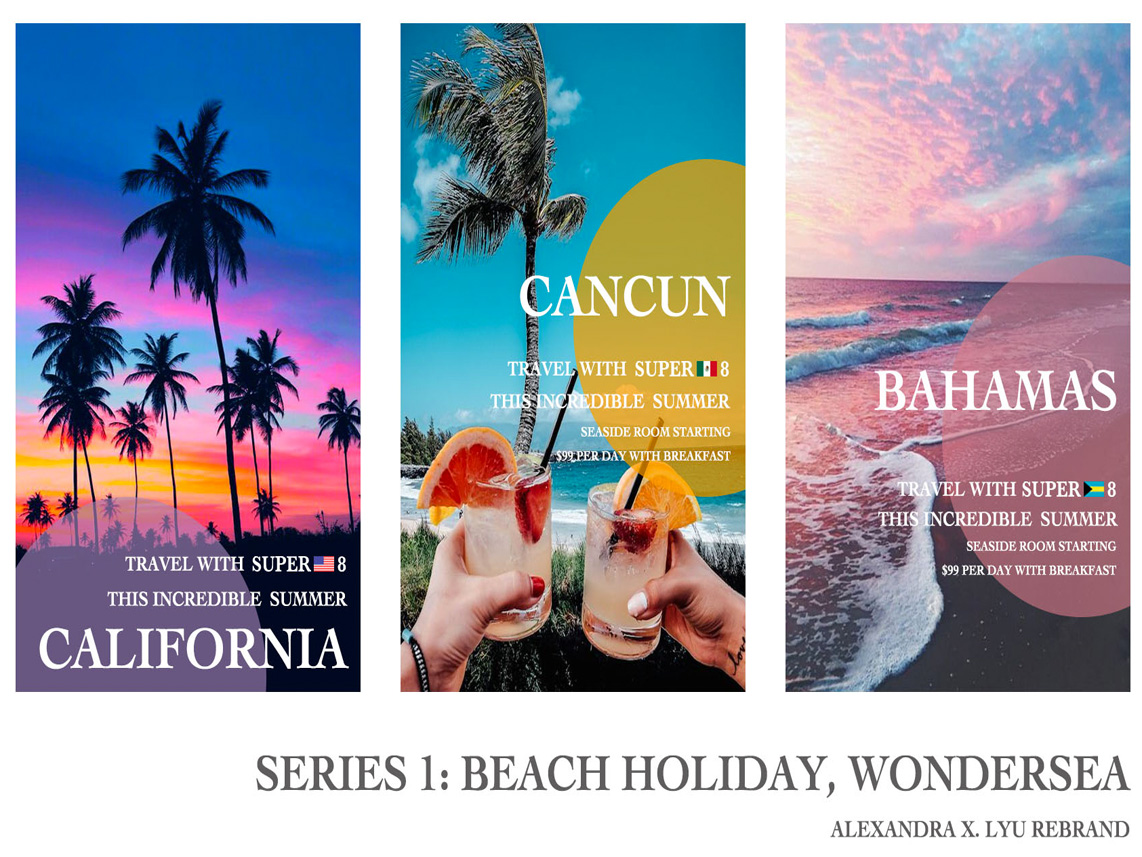 TRAVEL WITH SUPER 8
THIS INCREDIBLE SUMMER
CALIFORNIA
CANCUN
TRAVEL WITH SUPER 8
THIS INCREDIBLE SUMMER
SEASIDE ROOM STARTING
$99 PER DAY WITH BREAKFAST
BAHAMAS
TRAVEL WITH SUPER 8
THIS INCREDIBLE SUMMER
SEASIDE ROOM STARTING
$99 PER DAY WITH BREAKFAST
SERIES 1: BEACH HOLIDAY, WONDERSEA
ALEXANDRA X. LYU REBRAND